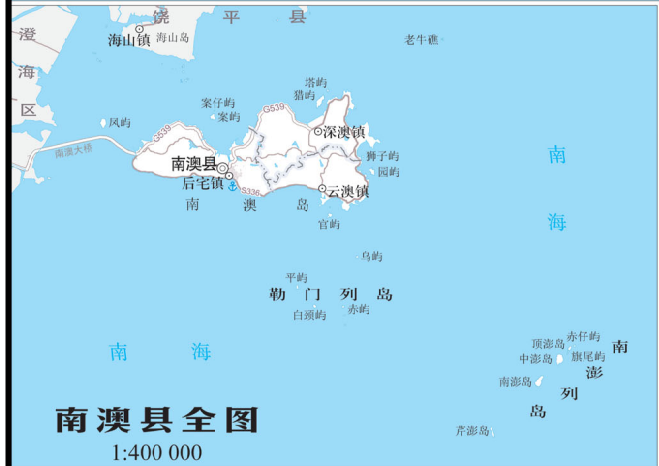 饶平县
澄海区
海山镇
海山岛
老牛礁
塔屿
猎屿
案仔屿
案屿
G539
凤屿
G539
深澳镇
南澳大桥
狮子屿
园屿
南澳县
后宅镇
S336
云澳镇
南澳岛
官屿
南海
乌屿
平屿
勒门列岛
白颈屿
赤屿
南海
赤仔屿
顶澎岛
中澎岛
旗尾屿
南澎岛
南澎列岛
芹澎岛
南澳县全图
1:400 000